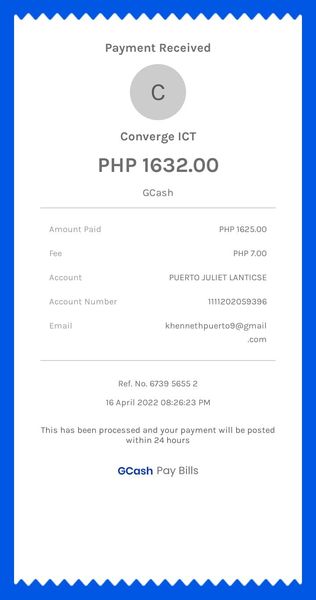 Payment Received
C
Converge ICT
PHP 1632.00
GCash
Amount Paid PHP 1625.00
Fee PHP 7.00
Account PUERTO JULIET LANTICSE
Account Number 1111202059396
Email khennethpuerto9@gmail
.com
Ref. No. 6739 5655 2
16 April 2022 08:26:23 PM
This has been processed and your payment will be posted
within 24 hours
GCash Pay Bills